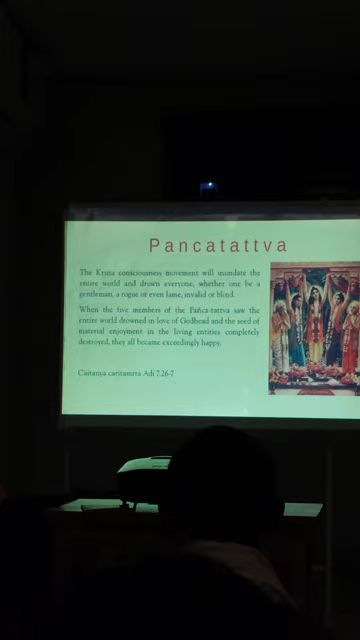 Pancatattva
The Krsna consciousness movement will inundate the
entire world and drown everyone, whether one be a
gentleman, a rogue or even lame, invalid or blind.
When the five members of the Pañca-tattva saw the
entire world drowned in love of Godhead and the seed of
material enjoyment in the living entities completely
destroyed, they all became exceedingly happy.
Caitanya caritamrta Adi 7.26-7